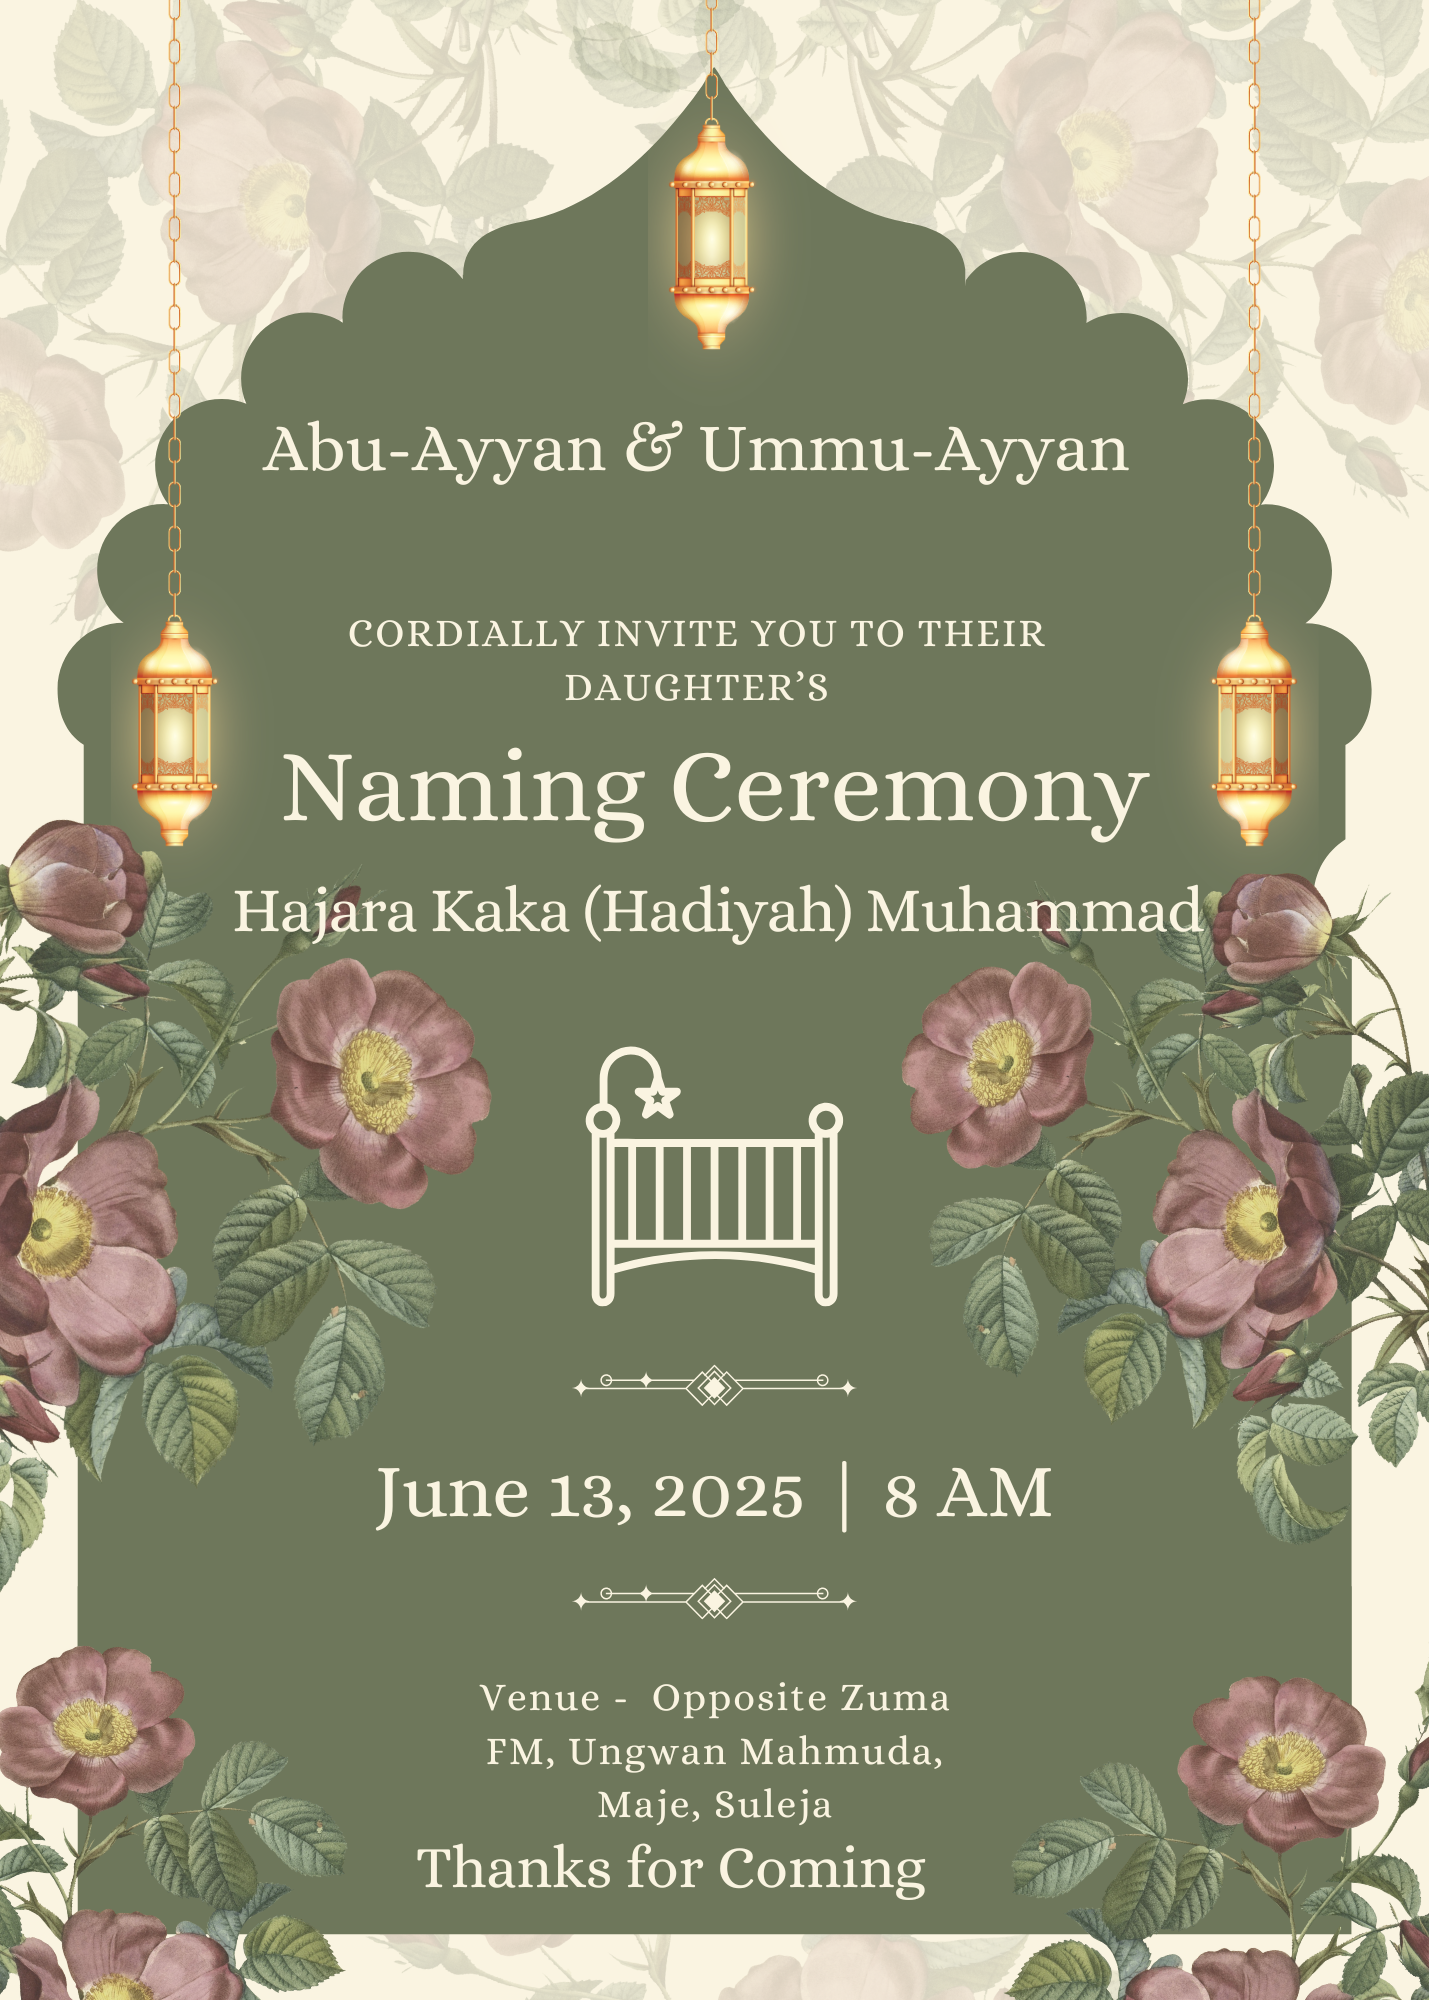 Abu-Ayyan & Ummu-Ayyan
CORDIALLY INVITE YOU TO THEIR
DAUGHTER’S
Naming Ceremony
Hajara Kaka (Hadiyah) Muhammad
June 13, 2025 | 8 AM
Venue - Opposite Zuma
FM, Ungwan Mahmuda,
Maje, Suleja
Thanks for Coming